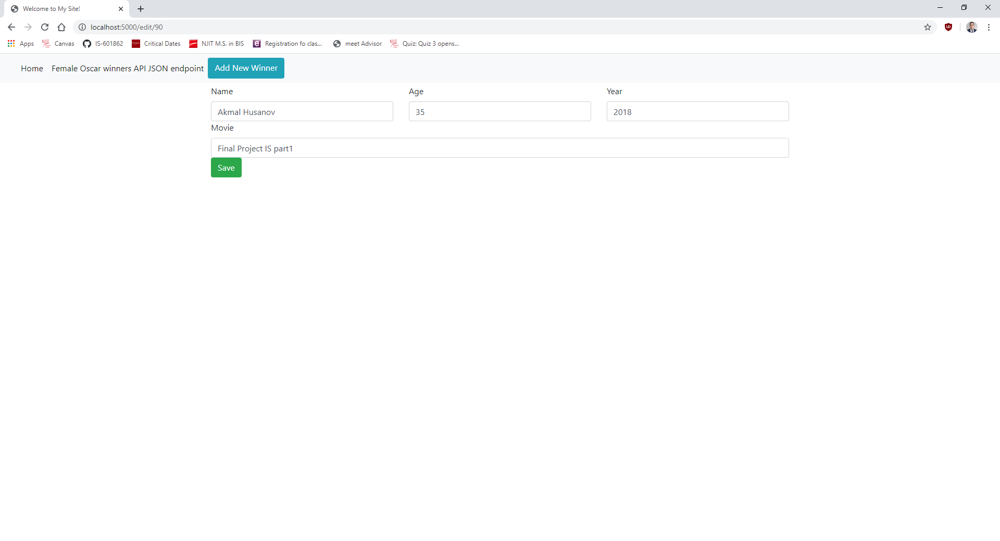 Welcome to My Site!
localhost:5000/edit/90
Apps Canvas IS-601862 Critical Dates NJIT M.S. in BIS Registration fo clas... meet Advisor Quiz: Quiz 3 opens...
Home Female Oscar winners API JSON endpoint Add New Winner
Name Age Year
Akmal Husanov 35 2018
Movie
Final Project IS part1
Save